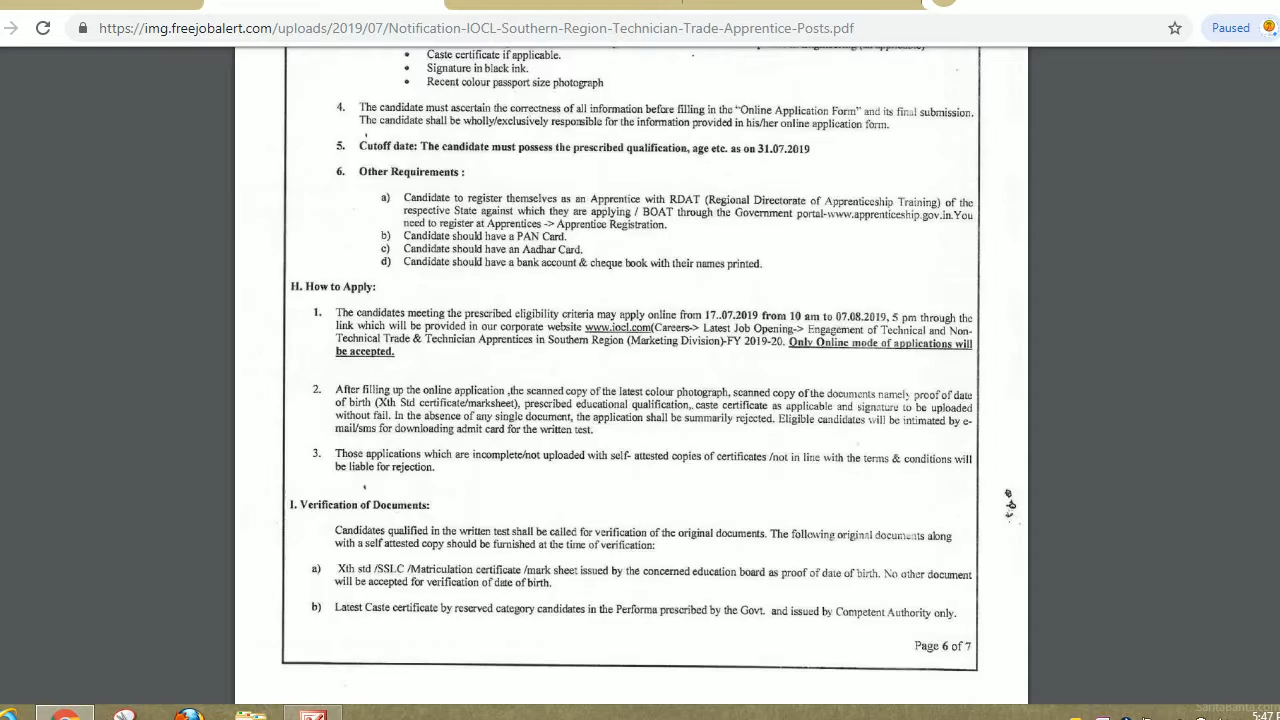 https://img.freejobalert.com/uploads/2019/07/Notification-IOCL-Southern-Region-Technician-Trade-Apprentice-Posts.pdf
Paused
• Caste certificate if applicable.
• Signature in black ink.
• Recent colour passport size photograph
4. The candidate must ascertain the correctness of all information before filling in the “Online Application Form” and its final submission.
The candidate shall be wholly/exclusively responsible for the information provided in his/her online application form.
5. Cutoff date: The candidate must possess the prescribed qualification, age etc. as on 31.07.2019
6. Other Requirements :
a) Candidate to register themselves as an Apprentice with RDAT (Regional Directorate of Apprenticeship Training) of the
respective State against which they are applying / BOAT through the Government portal-www.apprenticeship.gov.in.You
need to register at Apprentices -> Apprentice Registration.
b) Candidate should have a PAN Card.
c) Candidate should have an Aadhar Card.
d) Candidate should have a bank account & cheque book with their names printed.
H. How to Apply:
1. The candidates meeting the prescribed eligibility criteria may apply online from 17..07.2019 from 10 am to 07.08.2019, 5 pm through the
link which will be provided in our corporate website www.iocl.com(Careers-> Latest Job Opening-> Engagement of Technical and Non-
Technical Trade & Technician Apprentices in Southern Region (Marketing Division)-FY 2019-20. Only Online mode of applications will
be accepted.
2. After filling up the online application ,the scanned copy of the latest colour photograph, scanned copy of the documents namely proof of date
of birth (Xth Std certificate/marksheet), prescribed educational qualification, caste certificate as applicable and signature to be uploaded
without fail. In the absence of any single document, the application shall be summarily rejected. Eligible candidates will be intimated by e-
mail/sms for downloading admit card for the written test.
3. Those applications which are incomplete/not uploaded with self- attested copies of certificates /not in line with the terms & conditions will
be liable for rejection.
I. Verification of Documents:
Candidates qualified in the written test shall be called for verification of the original documents. The following original documents along
with a self attested copy should be furnished at the time of verification:
a) Xth std /SSLC /Matriculation certificate /mark sheet issued by the concerned education board as proof of date of birth. No other document
will be accepted for verification of date of birth.
b) Latest Caste certificate by reserved category candidates in the Performa prescribed by the Govt. and issued by Competent Authority only.
Page 6 of 7
SantaBanta.com